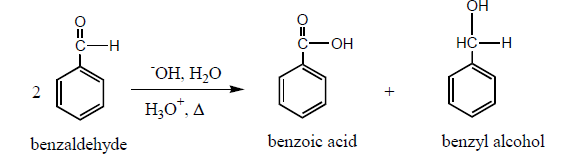 O
C—H
2
benzaldehyde
⁻OH, H₂O
H₃O⁺, Δ
O
C—OH
benzoic acid
+
OH
HC—H
benzyl alcohol